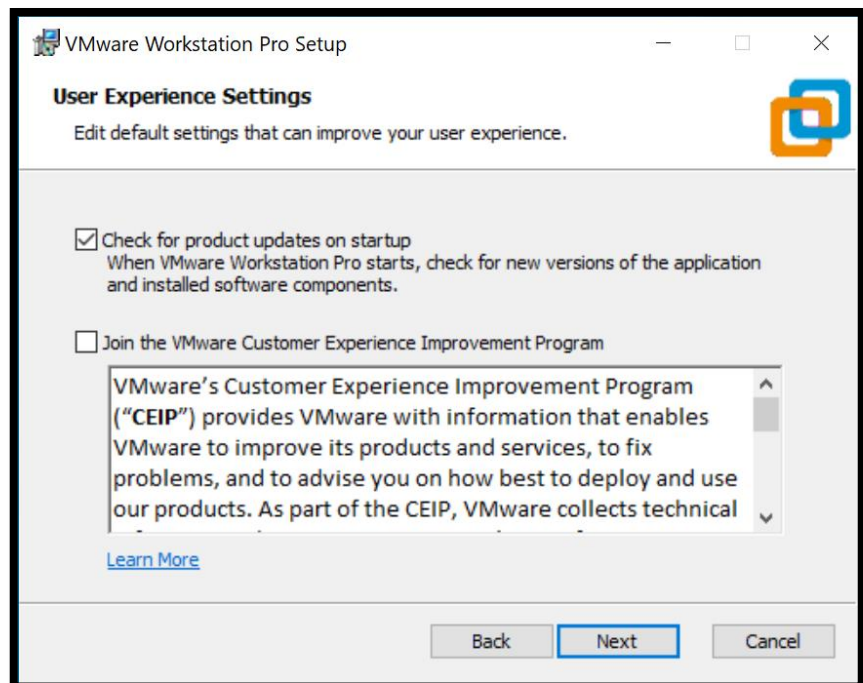 VMware Workstation Pro Setup
User Experience Settings
Edit default settings that can improve your user experience.
Check for product updates on startup
When VMware Workstation Pro starts, check for new versions of the application
and installed software components.
Join the VMware Customer Experience Improvement Program
VMware's Customer Experience Improvement Program
("CEIP") provides VMware with information that enables
VMware to improve its products and services, to fix
problems, and to advise you on how best to deploy and use
our products. As part of the CEIP, VMware collects technical
Learn More
Back
Next
Cancel